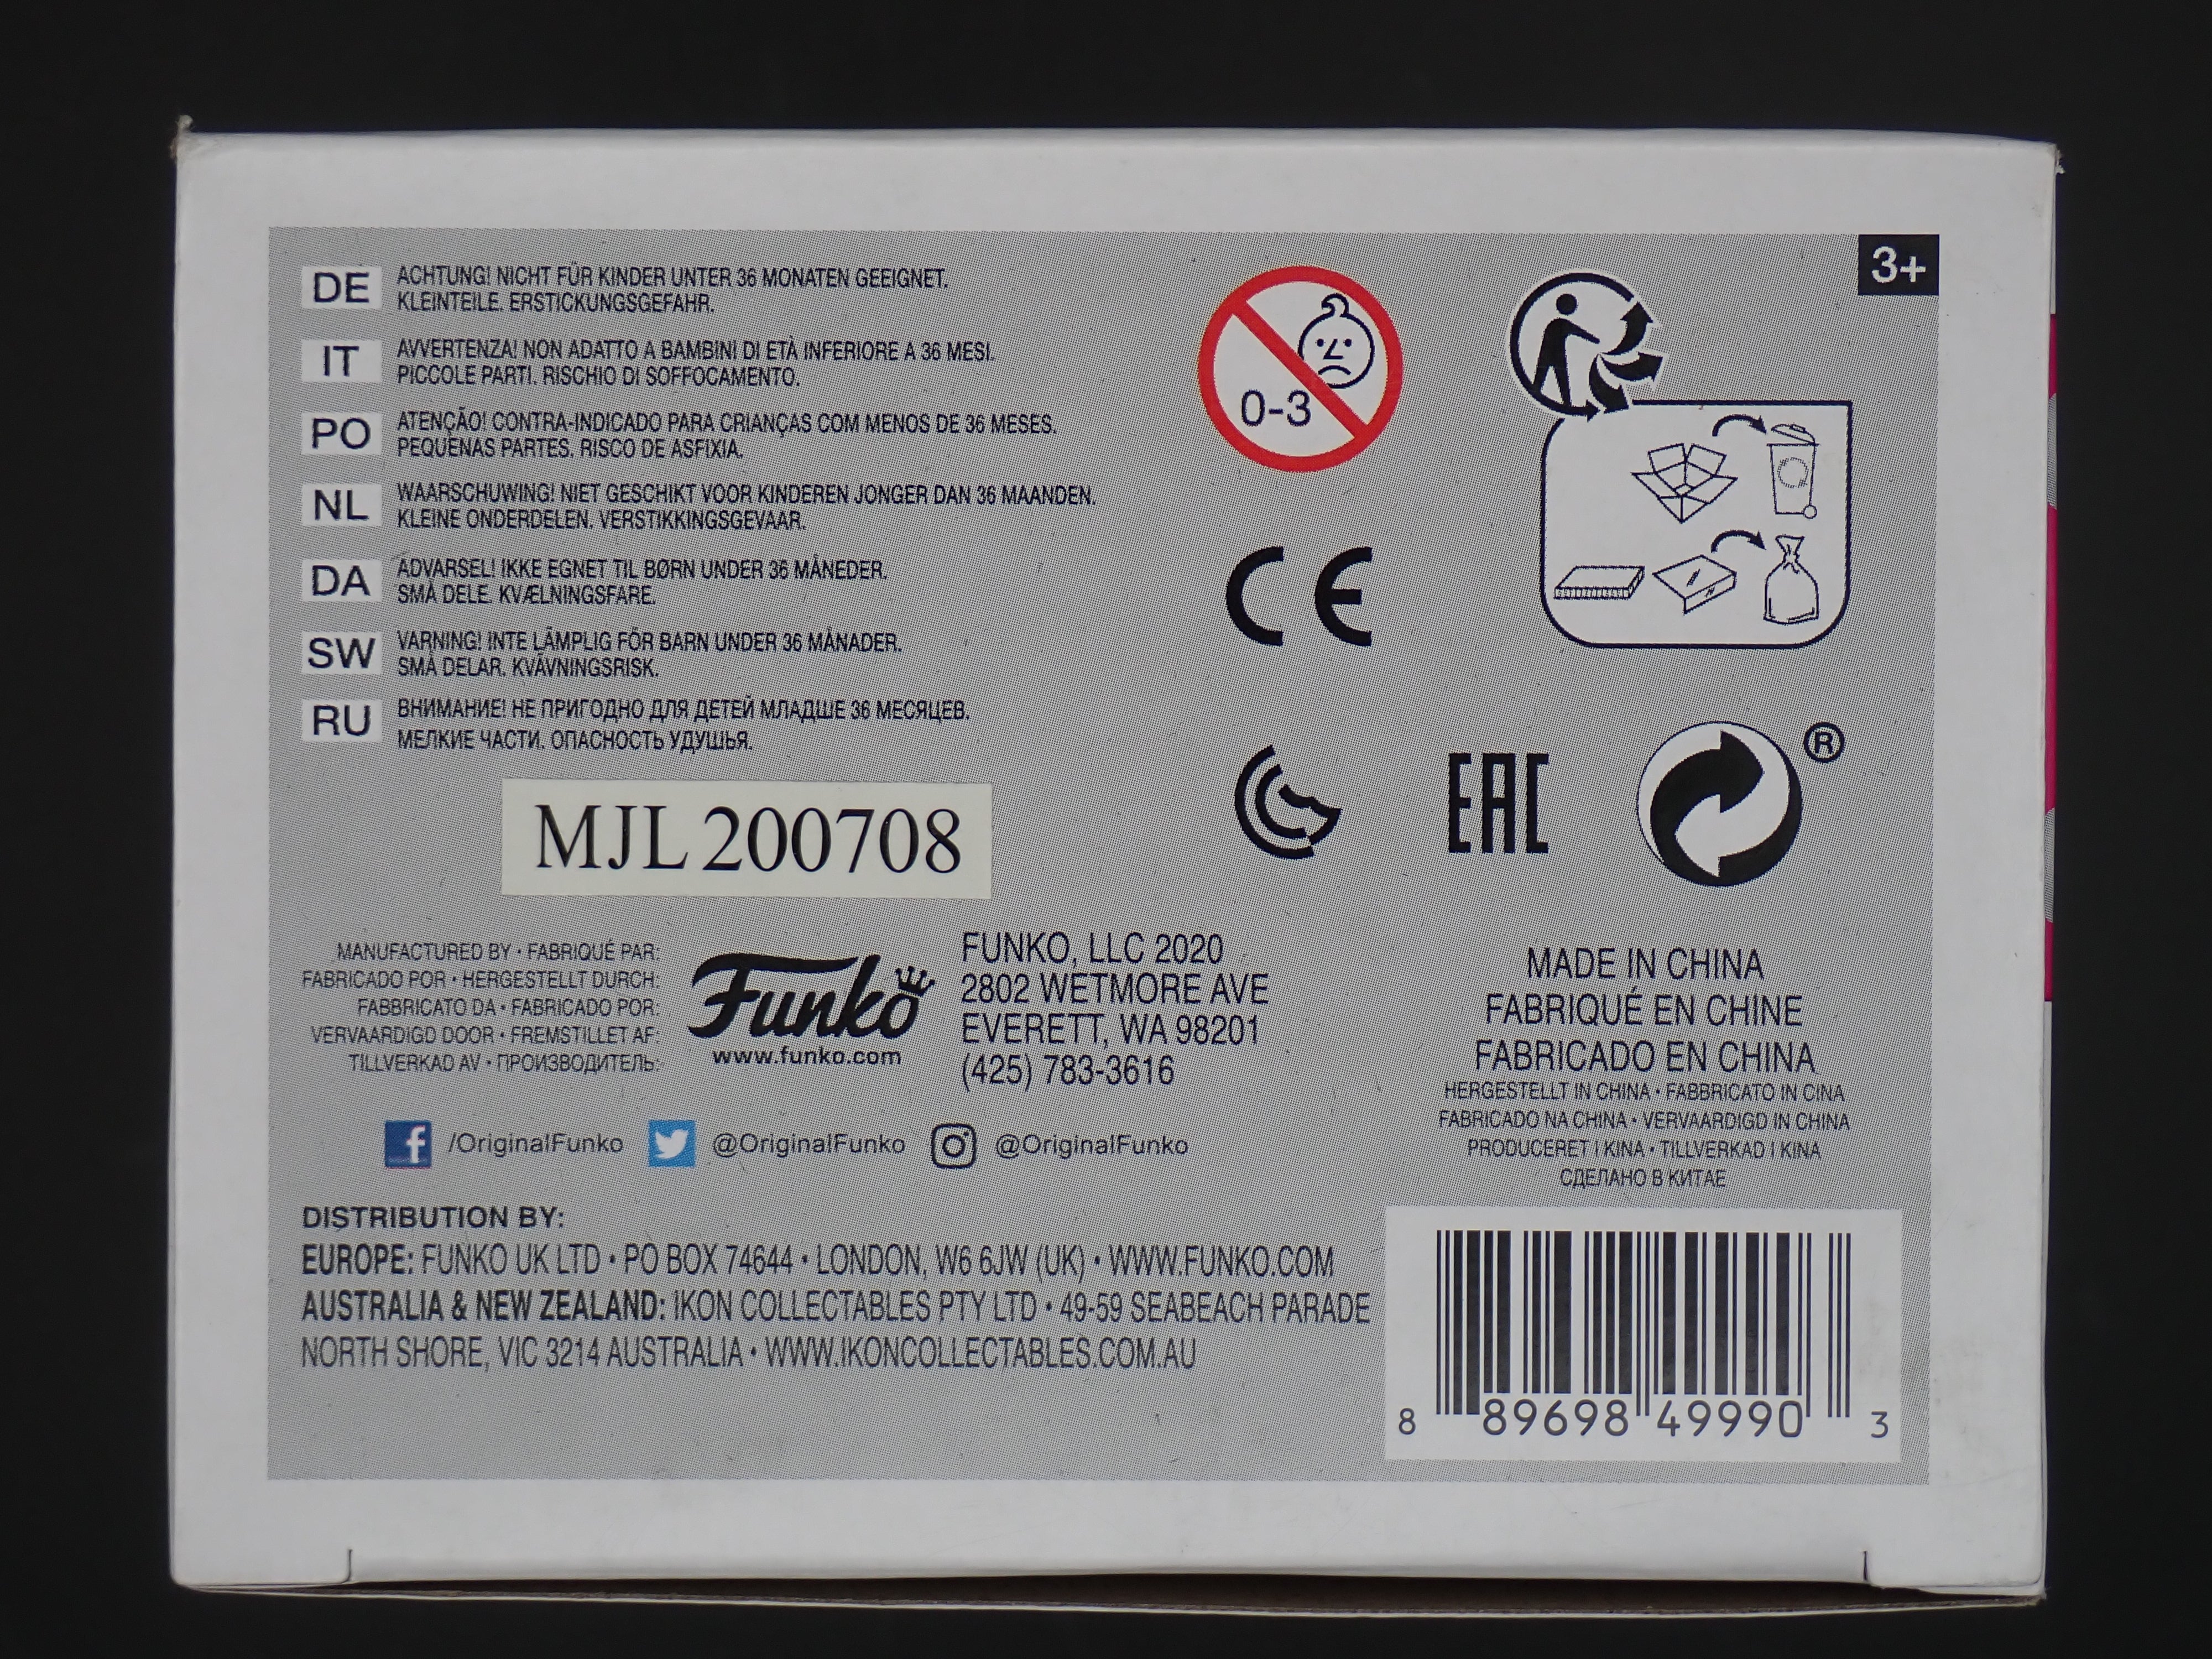 3+
DE ACHTUNG! NICHT FÜR KINDER UNTER 36 MONATEN GEEIGNET.
KLEINTEILE. ERSTICKUNGSGEFAHR.
IT AVVERTENZA! NON ADATTO A BAMBINI DI ETÀ INFERIORE A 36 MESI.
PICCOLE PARTI. RISCHIO DI SOFFOCAMENTO.
PO ATENÇÃO! CONTRA-INDICADO PARA CRIANÇAS COM MENOS DE 36 MESES.
PEQUENAS PARTES. RISCO DE ASFIXIA.
NL WAARSCHUWING! NIET GESCHIKT VOOR KINDEREN JONGER DAN 36 MAANDEN.
KLEINE ONDERDELEN. VERSTIKKINGSGEVAAR.
DA ADVARSEL! IKKE EGNET TIL BØRN UNDER 36 MÅNEDER.
SMÅ DELE. KVÆLNINGSFARE.
SW VARNING! INTE LÄMPLIG FÖR BARN UNDER 36 MÅNADER.
SMÅ DELAR. KVÄVNINGSRISK.
RU ВНИМАНИЕ! НЕ ПРИГОДНО ДЛЯ ДЕТЕЙ МЛАДШЕ 36 МЕСЯЦЕВ.
МЕЛКИЕ ЧАСТИ. ОПАСНОСТЬ УДУШЬЯ.
0-3
CE
EAC
®
MJL 200708
MANUFACTURED BY • FABRIQUÉ PAR:
FABRICADO POR • HERGESTELLT DURCH:
FABBRICATO DA • FABRICADO POR:
VERVAARDIGD DOOR • FREMSTILLET AF:
TILLVERKAD AV • ПРОИЗВОДИТЕЛЬ:
Funko
www.funko.com
FUNKO, LLC 2020
2802 WETMORE AVE
EVERETT, WA 98201
(425) 783-3616
MADE IN CHINA
FABRIQUÉ EN CHINE
FABRICADO EN CHINA
HERGESTELLT IN CHINA • FABBRICATO IN CINA
FABRICADO NA CHINA • VERVAARDIGD IN CHINA
PRODUCERET I KINA • TILLVERKAD I KINA
СДЕЛАНО В КИТАЕ
f /OriginalFunko @OriginalFunko @OriginalFunko
DISTRIBUTION BY:
EUROPE: FUNKO UK LTD • PO BOX 74644 • LONDON, W6 6JW (UK) • WWW.FUNKO.COM
AUSTRALIA & NEW ZEALAND: IKON COLLECTABLES PTY LTD • 49-59 SEABEACH PARADE
NORTH SHORE, VIC 3214 AUSTRALIA • WWW.IKONCOLLECTABLES.COM.AU
8 89698 49990 3